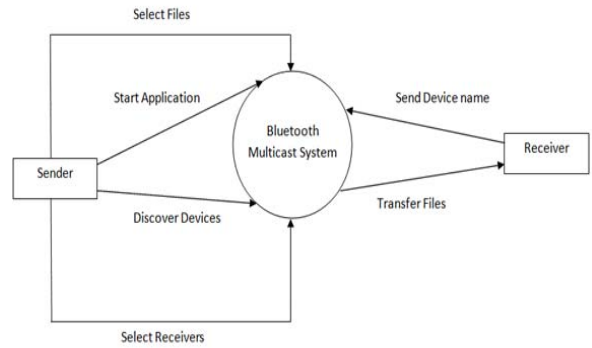 Select Files
Start Application
Send Device name
Bluetooth
Multicast System
Receiver
Sender
Transfer Files
Discover Devices
Select Receivers